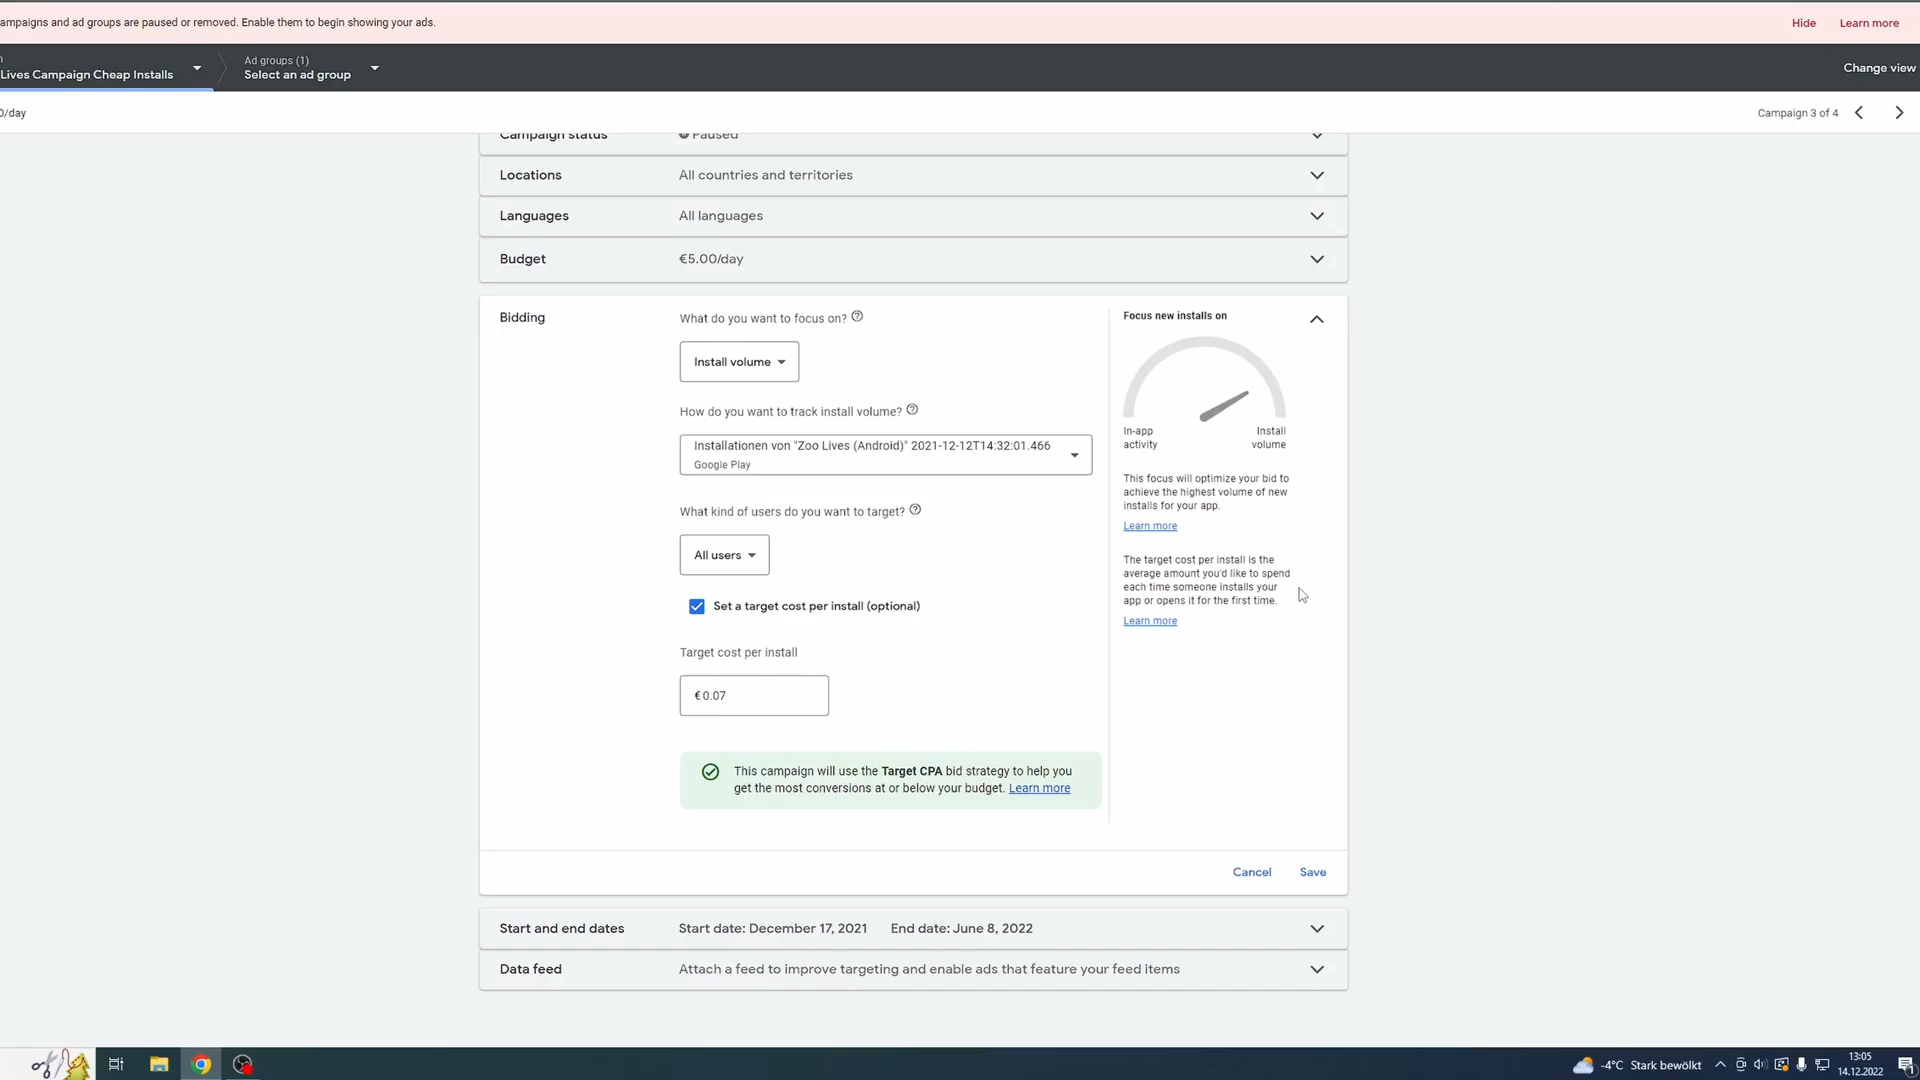 ampaigns and ad groups are paused or removed. Enable them to begin showing your ads.
Hide
Learn more
Lives Campaign Cheap Installs
Ad groups (1)
Select an ad group
Change view
0/day
Campaign 3 of 4
Campaign status
Paused
Locations
All countries and territories
Languages
All languages
Budget
€5.00/day
Bidding
What do you want to focus on?
Install volume
How do you want to track install volume?
Installationen von "Zoo Lives (Android)" 2021-12-12T14:32:01.466
Google Play
What kind of users do you want to target?
All users
Set a target cost per install (optional)
Target cost per install
€0.07
This campaign will use the Target CPA bid strategy to help you
get the most conversions at or below your budget. Learn more
Focus new installs on
In-app
activity
Install
volume
This focus will optimize your bid to
achieve the highest volume of new
installs for your app.
Learn more
The target cost per install is the
average amount you'd like to spend
each time someone installs your
app or opens it for the first time.
Learn more
Cancel
Save
Start and end dates
Start date: December 17, 2021
End date: June 8, 2022
Data feed
Attach a feed to improve targeting and enable ads that feature your feed items
-4°C Stark bewölkt
13:05
14.12.2022
1